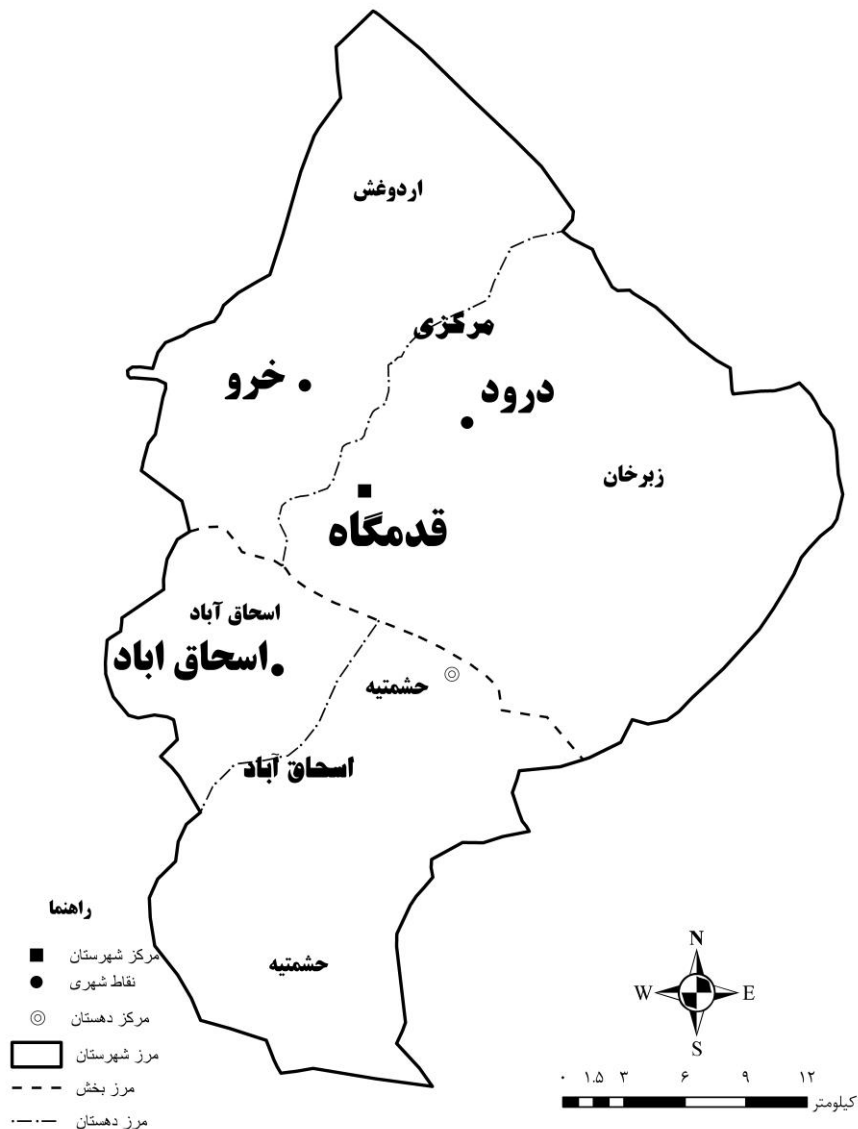 اردوغش
مرکزی
خرو
درود
زبرخان
قدمگاه
اسحاق آباد
اسحاق اباد
حشمتیه
اسحاق آباد
حشمتیه
راهنما
مرکز شهرستان
نقاط شهری
مرکز دهستان
مرز شهرستان
مرز بخش
مرز دهستان
N
W E
S
۰ ۱.۵ ۳ ۶ ۹ ۱۲
کیلومتر